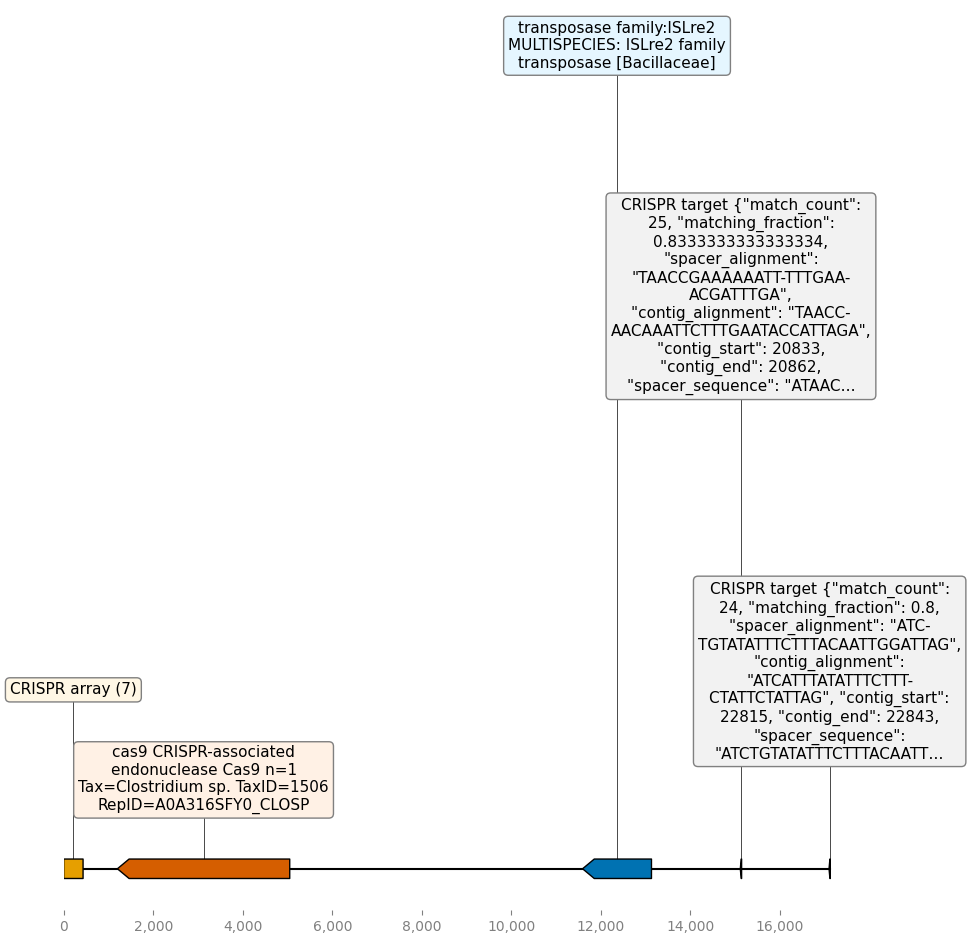 transposase family:ISLre2
MULTISPECIES: ISLre2 family
transposase [Bacillaceae]
CRISPR target {"match_count":
25, "matching_fraction":
0.8333333333333334,
"spacer_alignment":
"TAACCGAAAAAATT-TTTGAA-
ACGATTTGA",
"contig_alignment": "TAACC-
AACAAATTCTTTGAATACCATTAGA",
"contig_start": 20833,
"contig_end": 20862,
"spacer_sequence": "ATAAC...
CRISPR target {"match_count":
24, "matching_fraction": 0.8,
"spacer_alignment": "ATC-
TGTATATTTCTTTACAATTGGATTAG",
"contig_alignment":
"ATCATTTATATTTCTTT-
CTATTCTATTAG", "contig_start":
22815, "contig_end": 22843,
"spacer_sequence":
"ATCTGTATATTTCTTTACAATT...
CRISPR array (7)
cas9 CRISPR-associated
endonuclease Cas9 n=1
Tax=Clostridium sp. TaxID=1506
RepID=A0A316SFY0_CLOSP
0 2,000 4,000 6,000 8,000 10,000 12,000 14,000 16,000